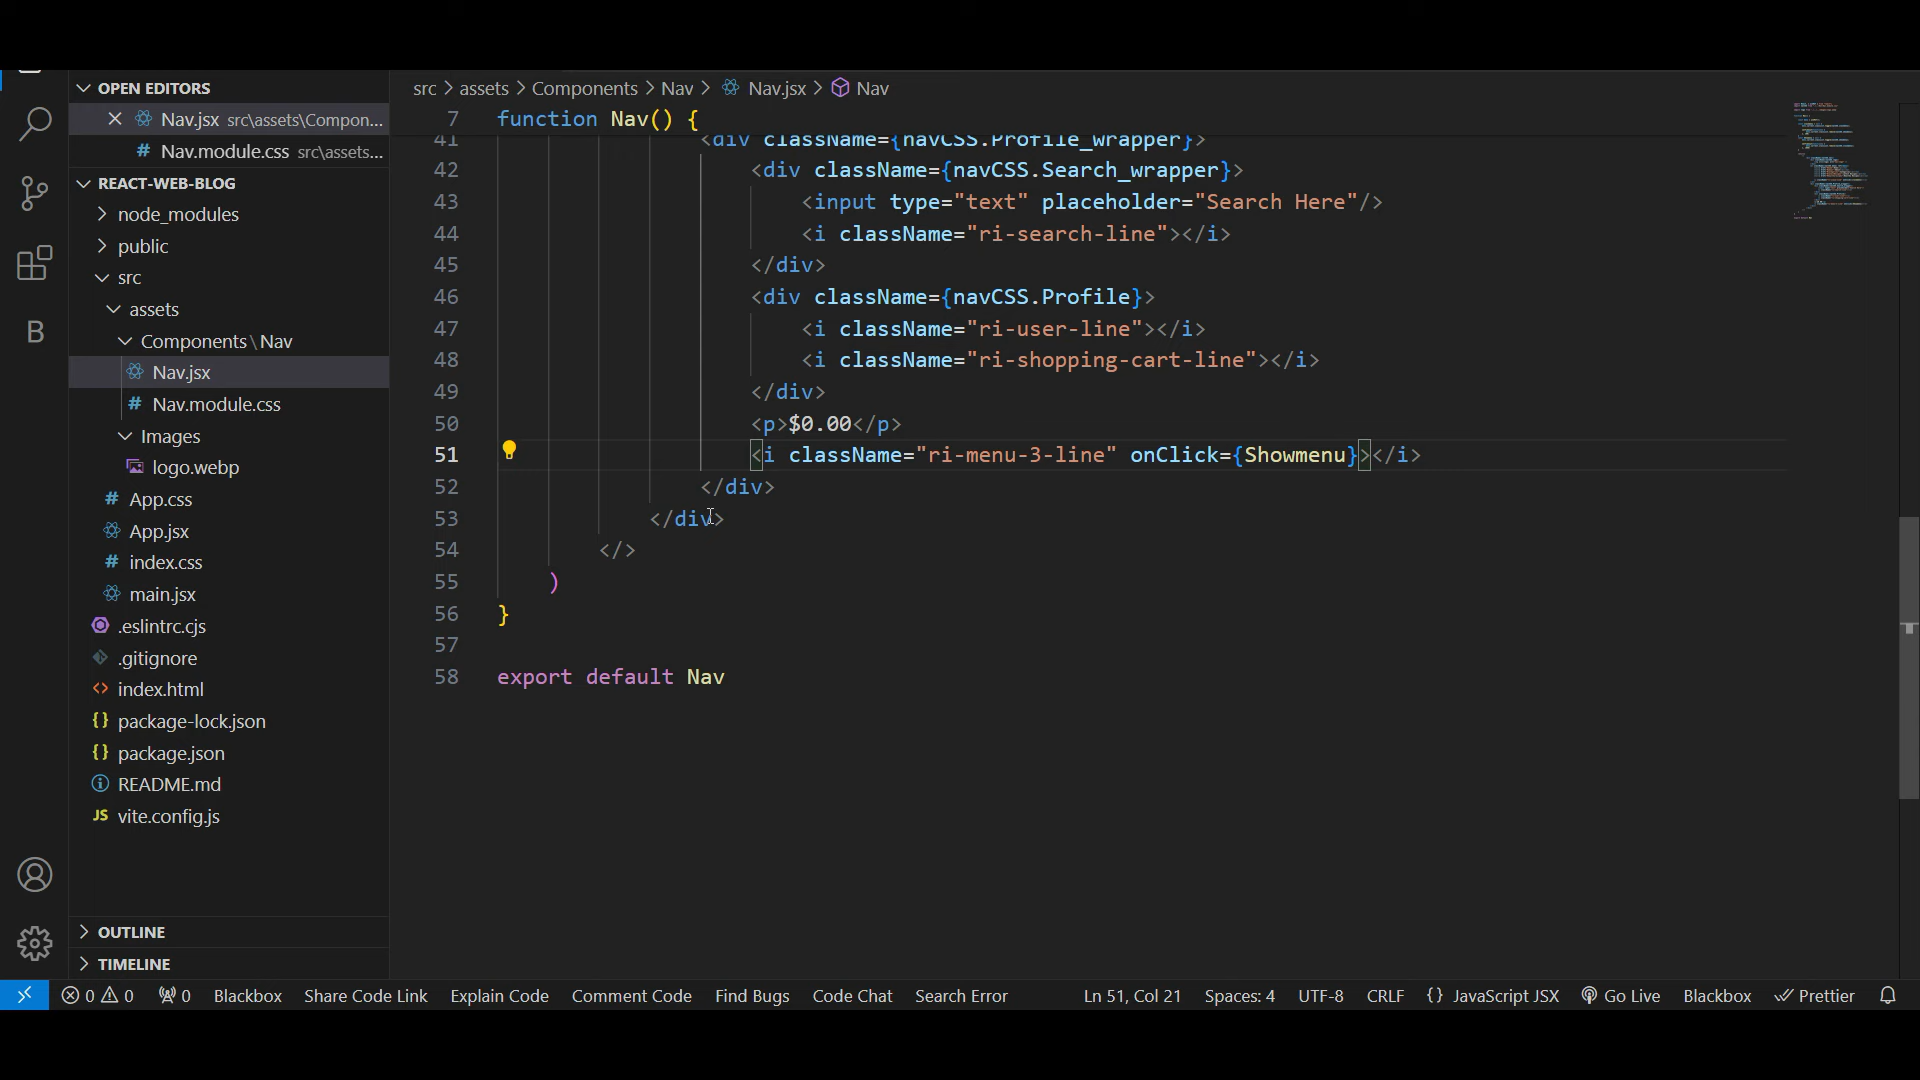 OPEN EDITORS
Nav.jsx src\assets\Compon...
Nav.module.css src\assets...
REACT-WEB-BLOG
node_modules
public
src
assets
Components\Nav
Nav.jsx
Nav.module.css
Images
logo.webp
App.css
App.jsx
index.css
main.jsx
.eslintrc.cjs
.gitignore
index.html
package-lock.json
package.json
README.md
vite.config.js
OUTLINE
TIMELINE
src > assets > Components > Nav > Nav.jsx > Nav
7 function Nav() {
41 <div className={navCSS.Profile_wrapper}>
42 <div className={navCSS.Search_wrapper}>
43 <input type="text" placeholder="Search Here"/>
44 <i className="ri-search-line"></i>
45 </div>
46 <div className={navCSS.Profile}>
47 <i className="ri-user-line"></i>
48 <i className="ri-shopping-cart-line"></i>
49 </div>
50 <p>$0.00</p>
51 <i className="ri-menu-3-line" onClick={Showmenu}></i>
52 </div>
53 </div>
54 </>
55 )
56 }
57
58 export default Nav
0 0 0 Blackbox Share Code Link Explain Code Comment Code Find Bugs Code Chat Search Error Ln 51, Col 21 Spaces: 4 UTF-8 CRLF {} JavaScript JSX Go Live Blackbox Prettier